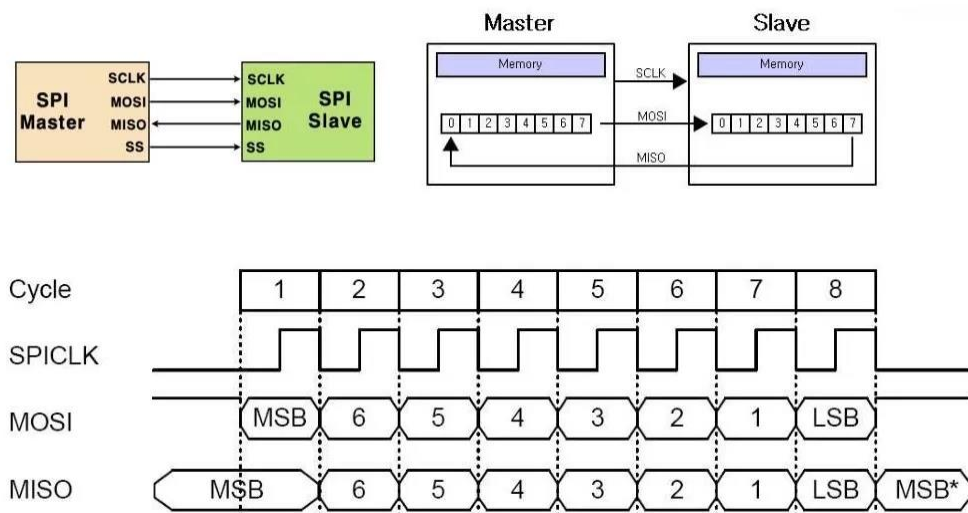 SPI Master
SCLK
MOSI
MISO
SS
SCLK
MOSI
MISO
SS
SPI Slave
Master
Memory
0 1 2 3 4 5 6 7
SCLK
MOSI
MISO
Slave
Memory
0 1 2 3 4 5 6 7
Cycle 1 2 3 4 5 6 7 8
SPICLK
MOSI MSB 6 5 4 3 2 1 LSB
MISO MSB 6 5 4 3 2 1 LSB MSB*